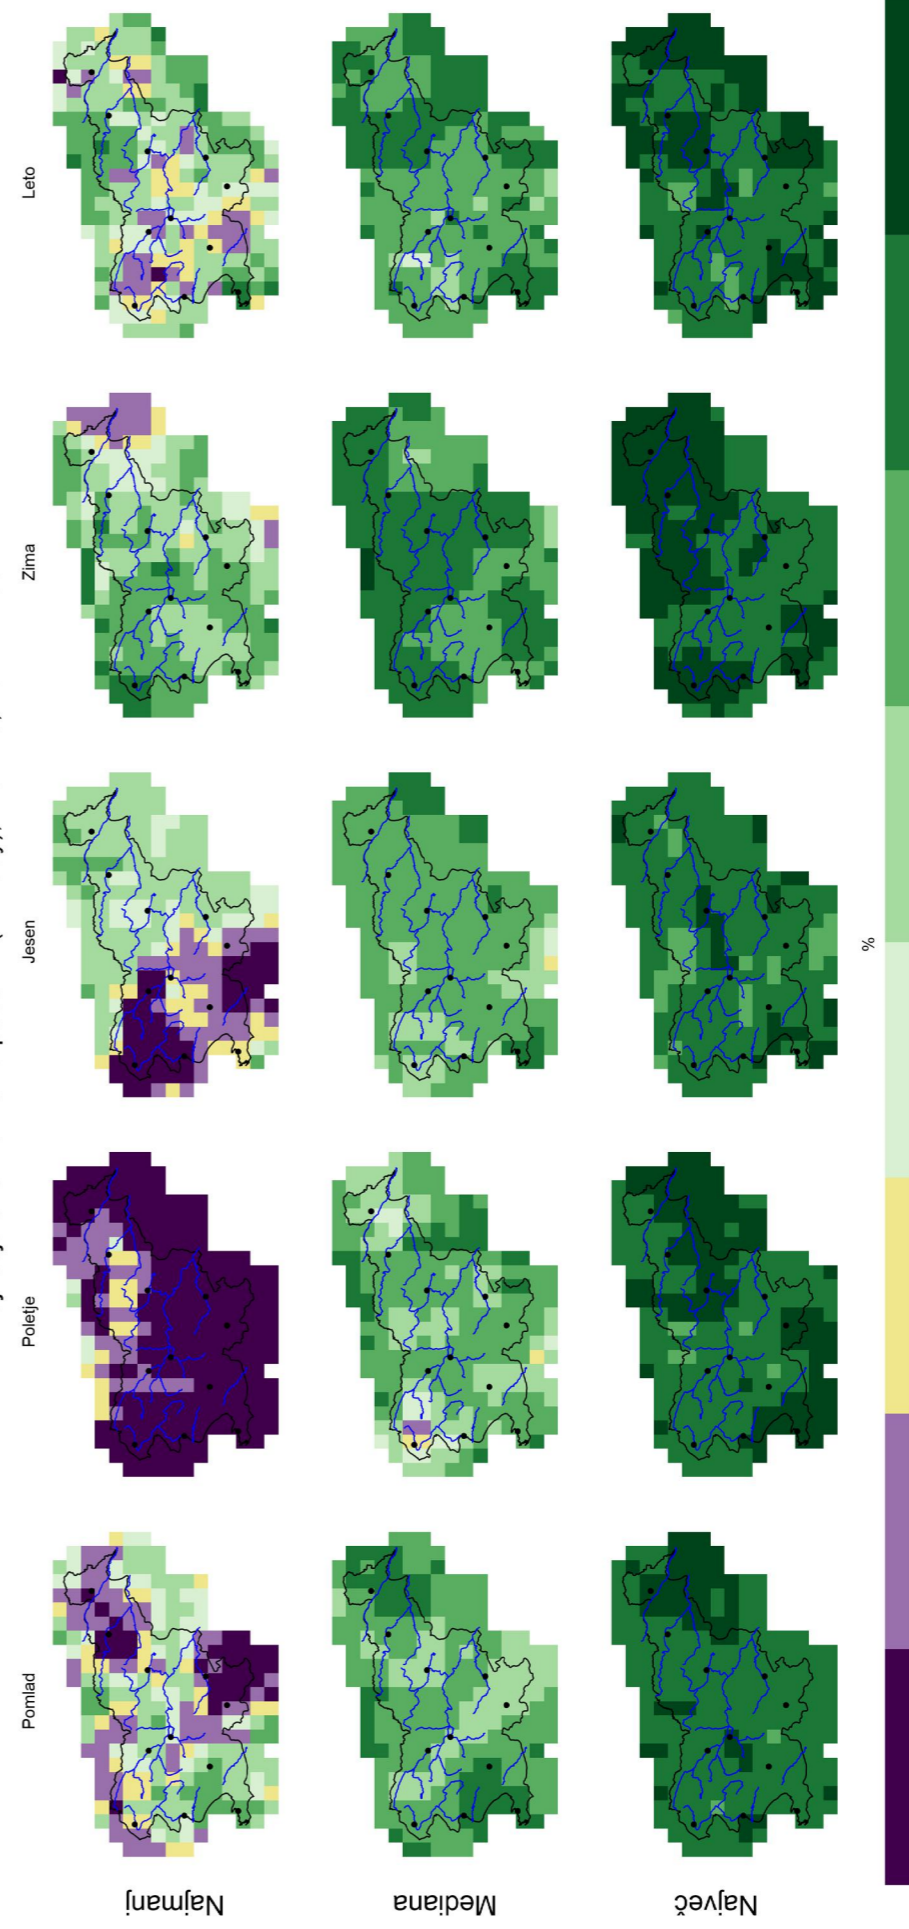 Leto
Zima
Jesen
Poletje
Pomlad
Najmanj
Mediana
Največ
%